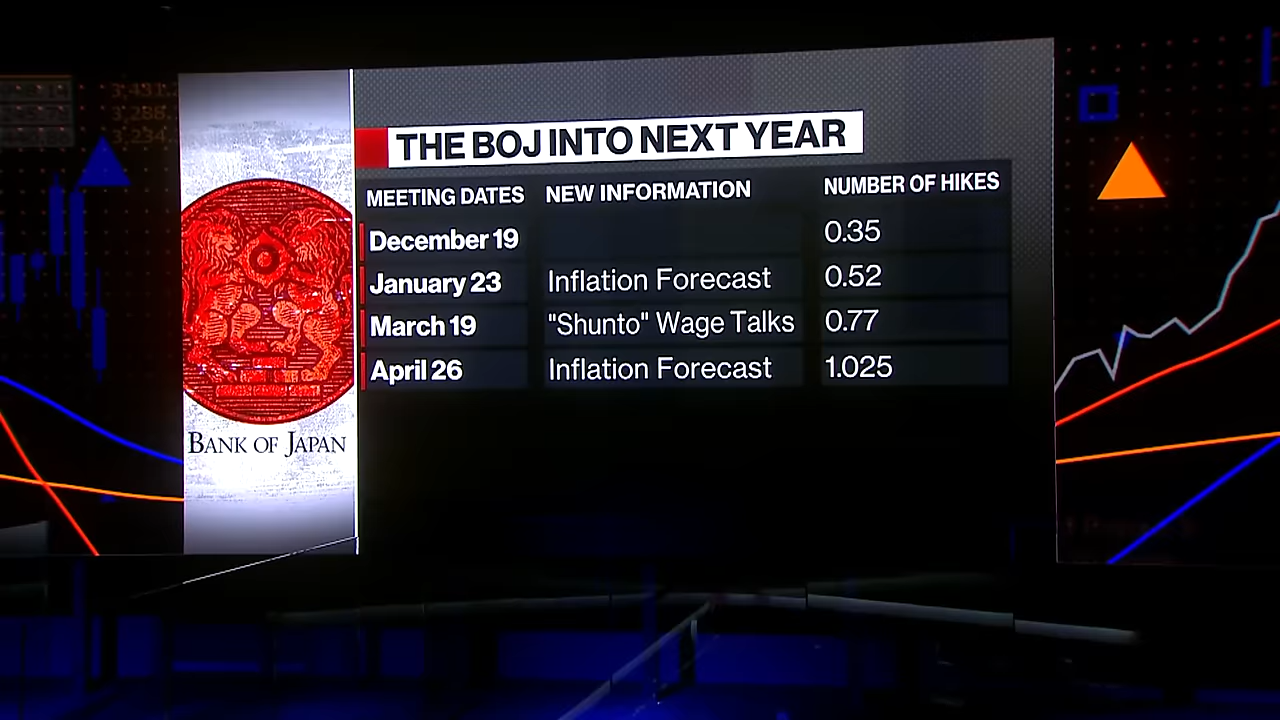 THE BOJ INTO NEXT YEAR
MEETING DATES NEW INFORMATION NUMBER OF HIKES
December 19 0.35
January 23 Inflation Forecast 0.52
March 19 "Shunto" Wage Talks 0.77
April 26 Inflation Forecast 1.025
BANK OF JAPAN